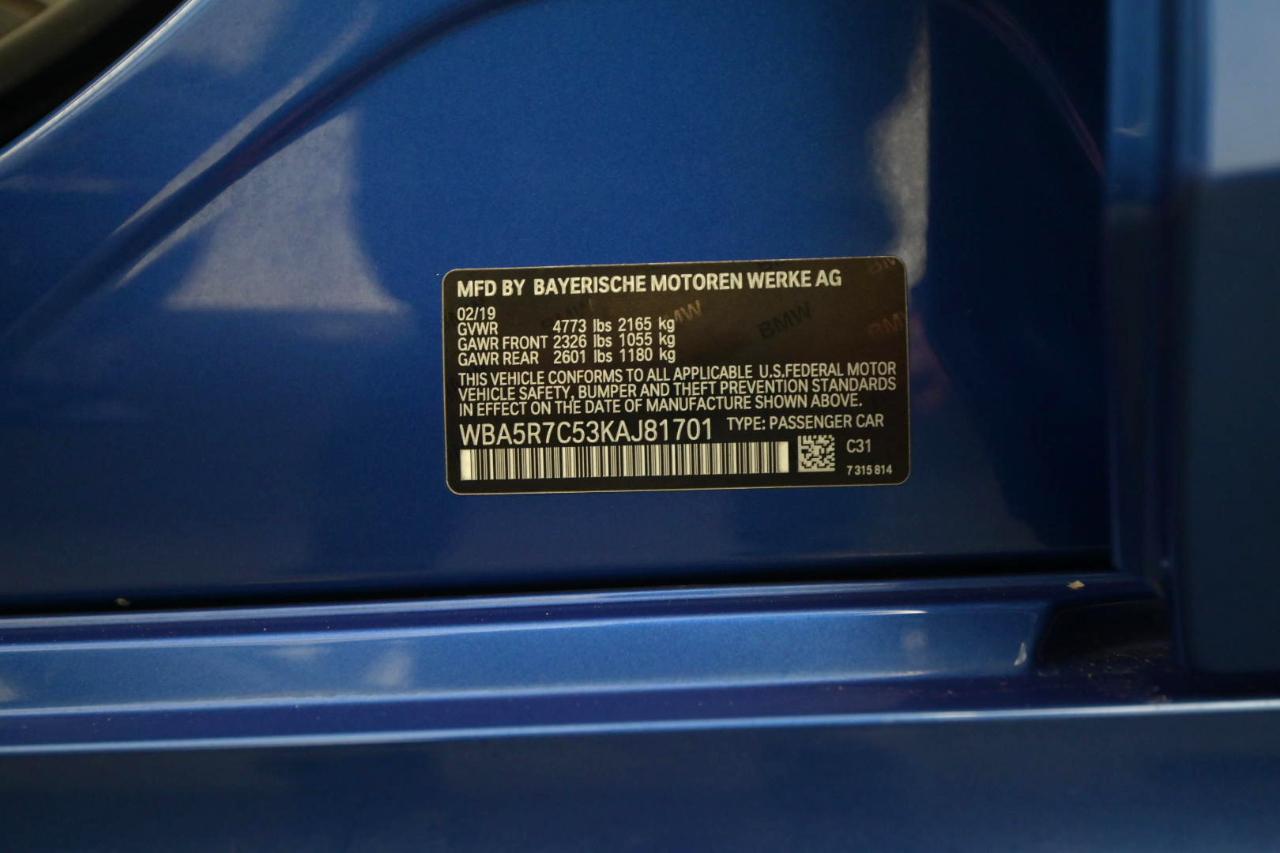 MFD BY BAYERISCHE MOTOREN WERKE AG
02/19
GVWR 4773 lbs 2165 kg
GAWR FRONT 2326 lbs 1055 kg
GAWR REAR 2601 lbs 1180 kg
THIS VEHICLE CONFORMS TO ALL APPLICABLE U.S.FEDERAL MOTOR
VEHICLE SAFETY, BUMPER AND THEFT PREVENTION STANDARDS
IN EFFECT ON THE DATE OF MANUFACTURE SHOWN ABOVE.
WBA5R7C53KAJ81701 TYPE: PASSENGER CAR
C31
7 315 814
BMW